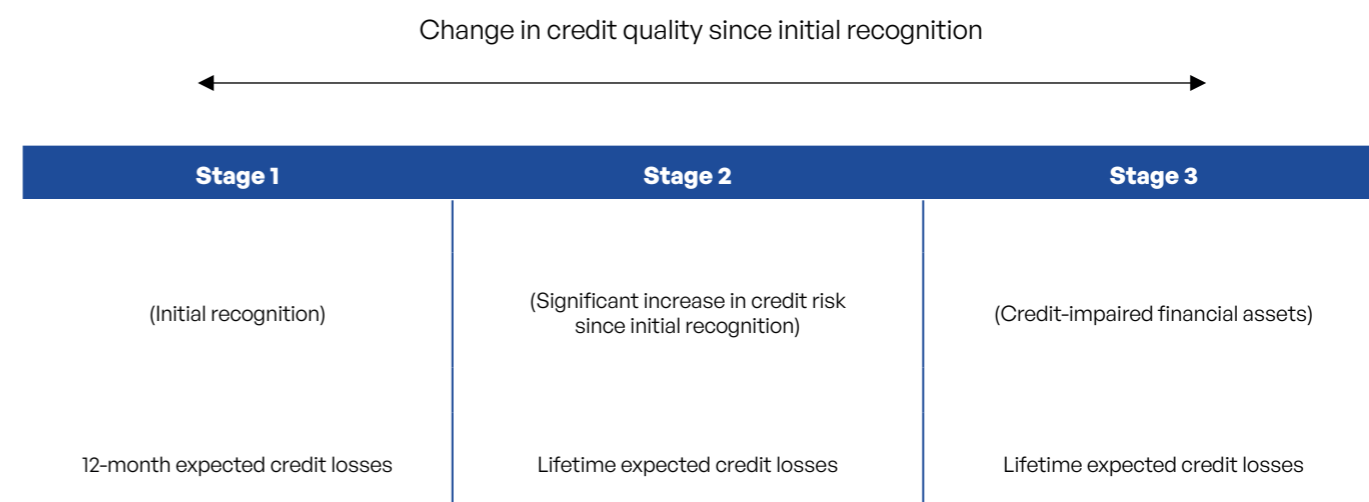 Change in credit quality since initial recognition
Stage 1
Stage 2
Stage 3
(Initial recognition)
(Significant increase in credit risk
since initial recognition)
(Credit-impaired financial assets)
12-month expected credit losses
Lifetime expected credit losses
Lifetime expected credit losses